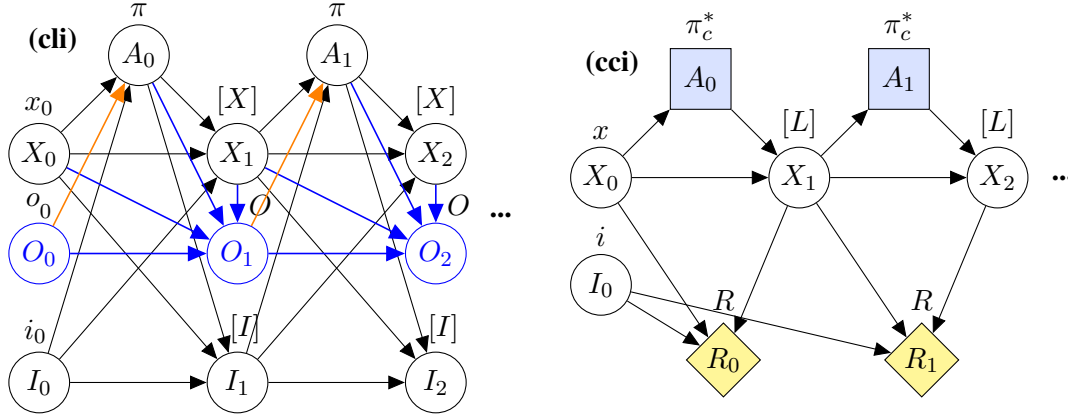 (cli)
π
π
A₀
A₁
x₀
[X]
[X]
X₀
X₁
X₂
o₀
O
O
O₀
O₁
O₂
...
i₀
[I]
[I]
I₀
I₁
I₂
(cci)
π*c
π*c
A₀
A₁
x
[L]
[L]
X₀
X₁
X₂
...
i
I₀
R
R
R₀
R₁